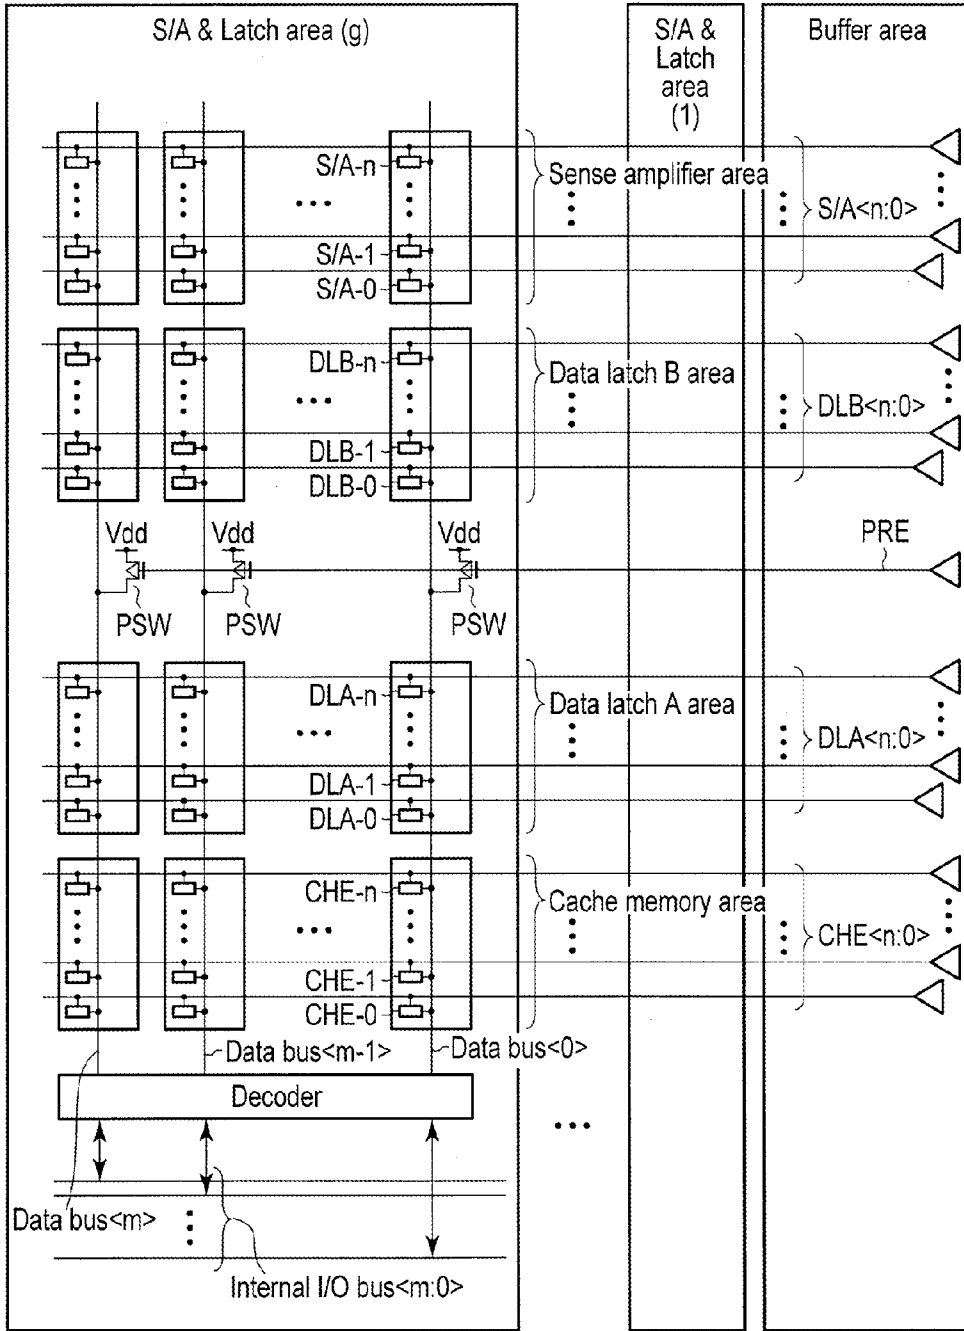 S/A & Latch area (g)
S/A &
Latch
area
(1)
Buffer area
S/A-n
S/A-1
S/A-0
Sense amplifier area
S/A<n:0>
DLB-n
DLB-1
DLB-0
Data latch B area
DLB<n:0>
Vdd
Vdd
Vdd
PRE
PSW
PSW
PSW
DLA-n
DLA-1
DLA-0
Data latch A area
DLA<n:0>
CHE-n
CHE-1
CHE-0
Cache memory area
CHE<n:0>
Data bus<m-1>
Data bus<0>
Decoder
Data bus<m>
Internal I/O bus<m:0>